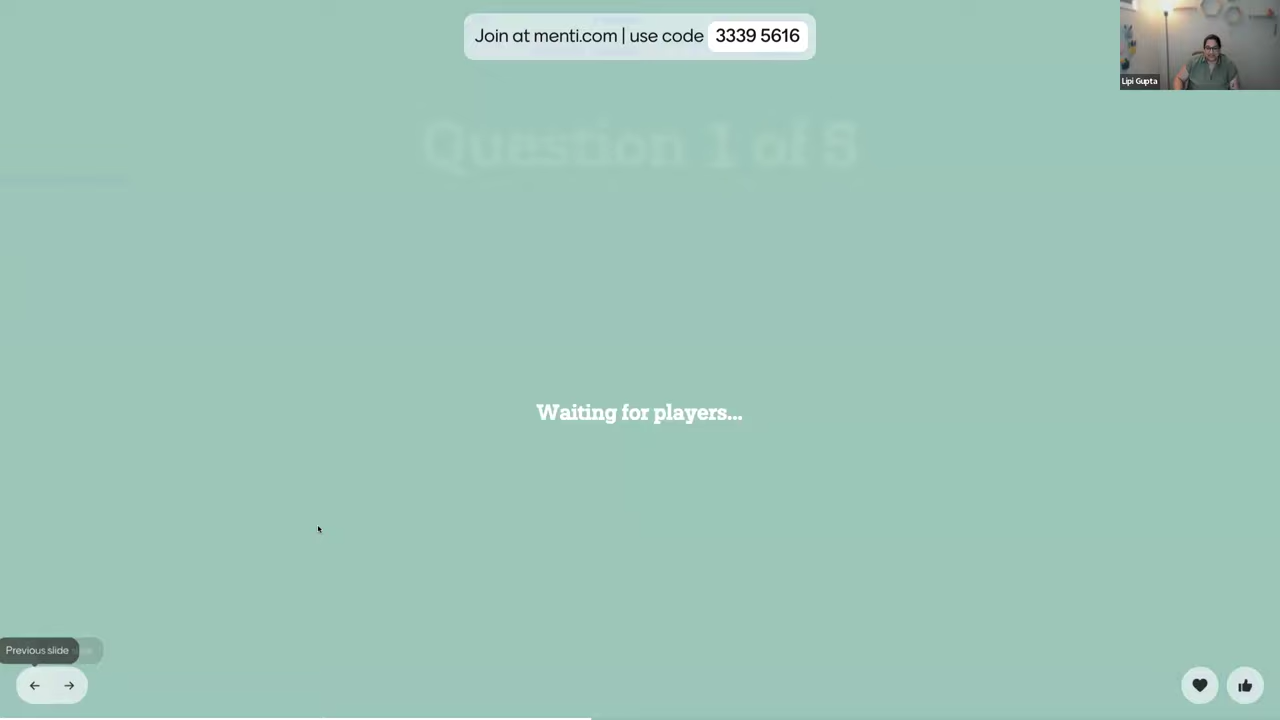 Join at menti.com | use code 3339 5616
Lipi Gupta
Question 1 of 5
Waiting for players...
Previous slide